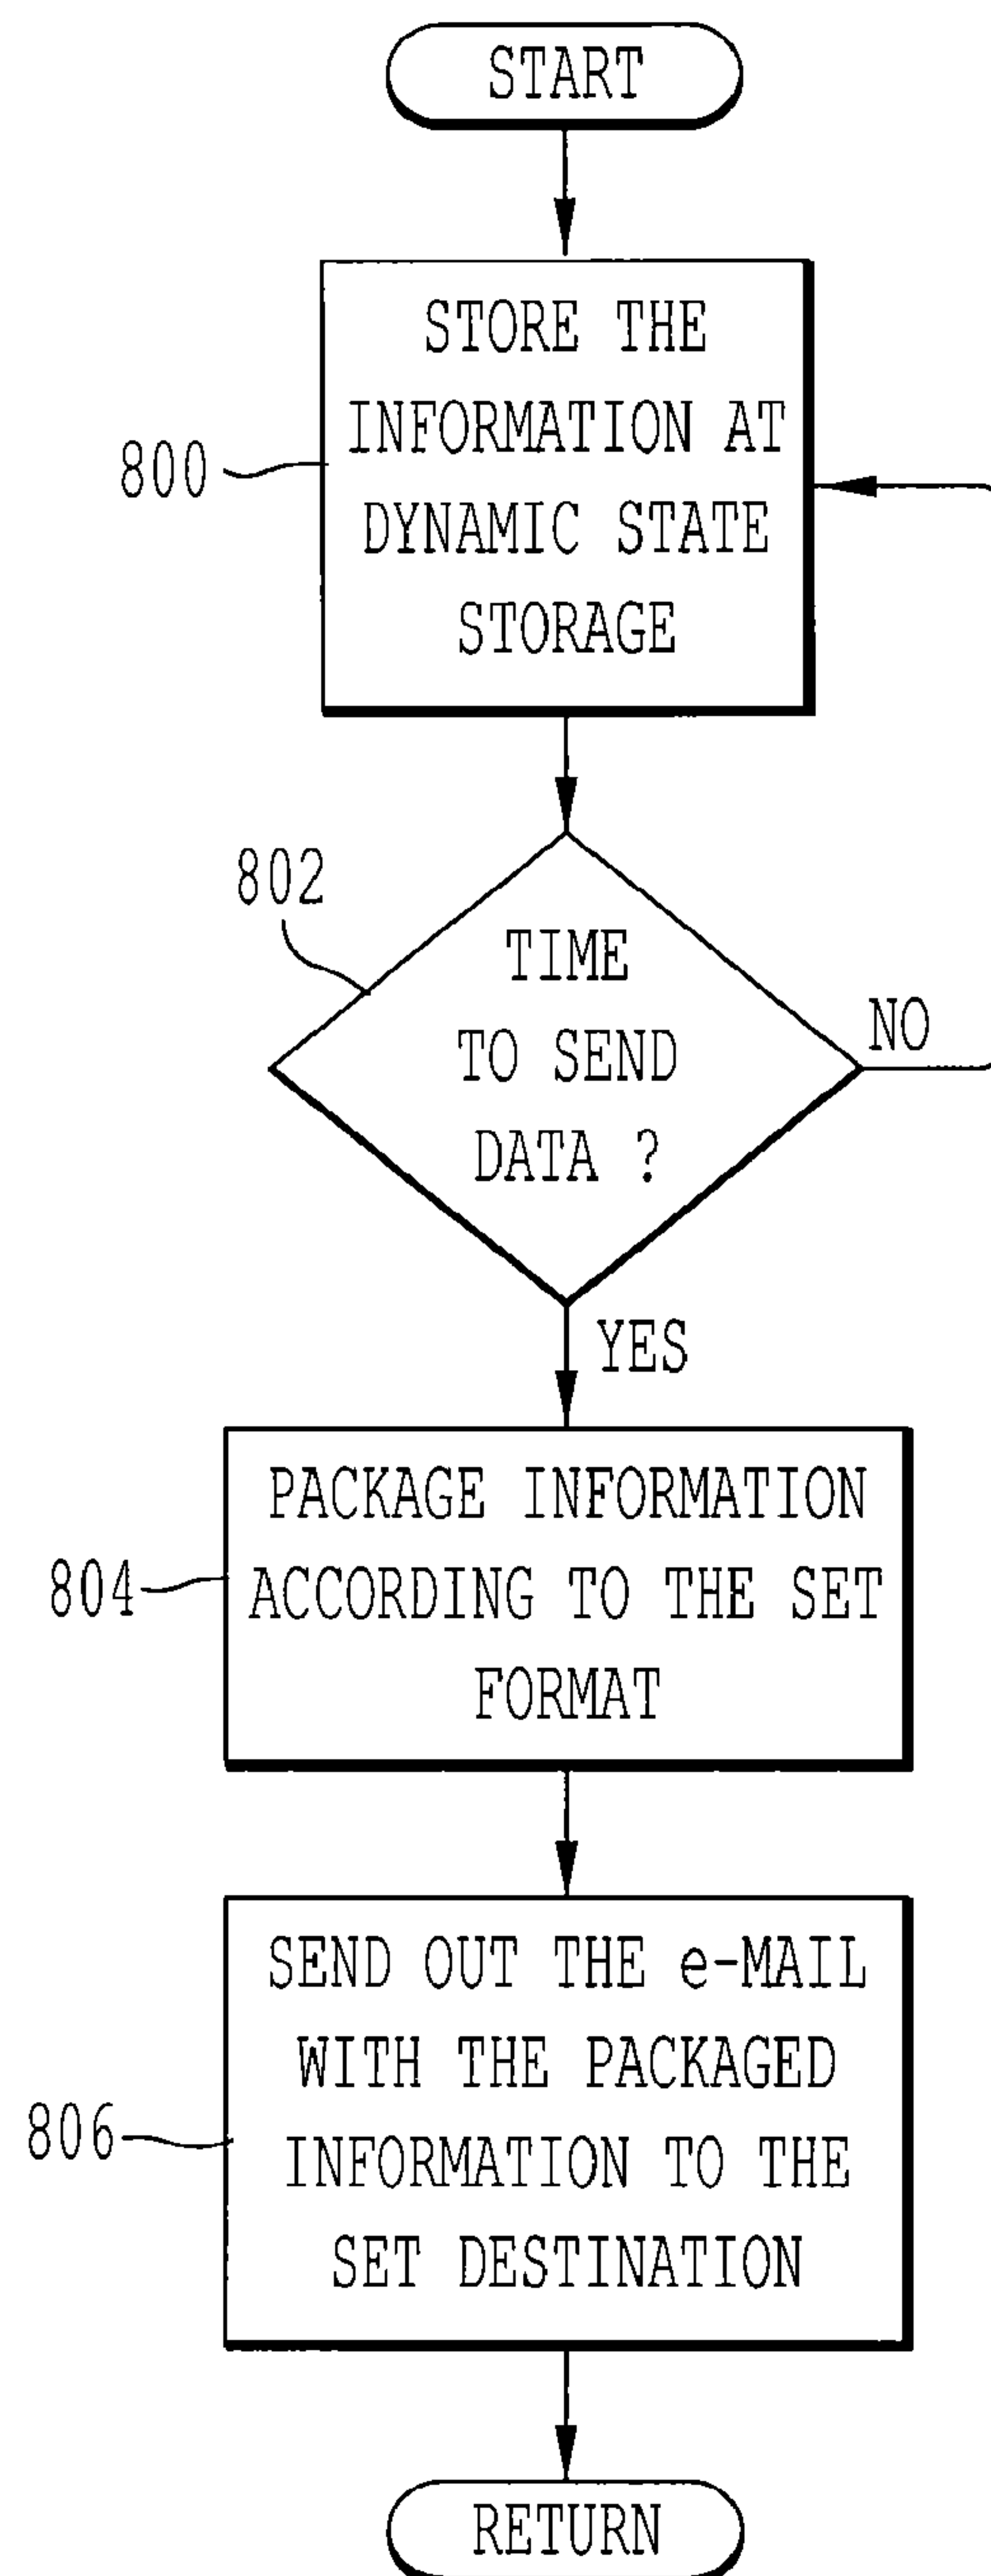 START
STORE THE
INFORMATION AT
DYNAMIC STATE
STORAGE
800
802
TIME
TO SEND
DATA ?
NO
YES
PACKAGE INFORMATION
ACCORDING TO THE SET
FORMAT
804
SEND OUT THE e-MAIL
WITH THE PACKAGED
INFORMATION TO THE
SET DESTINATION
806
RETURN